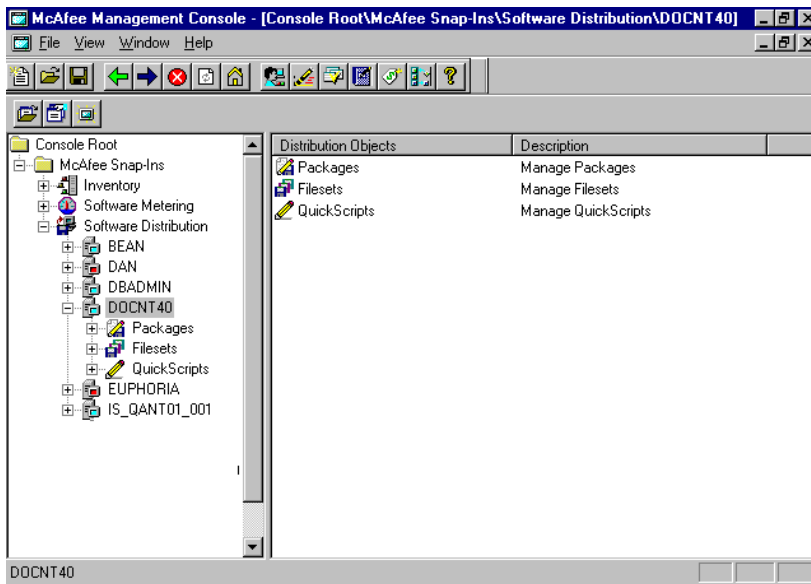 McAfee Management Console - [Console Root\McAfee Snap-Ins\Software Distribution\DOCNT40]
File View Window Help
Console Root
McAfee Snap-Ins
Inventory
Software Metering
Software Distribution
BEAN
DAN
DBADMIN
DOCNT40
Packages
Filesets
QuickScripts
EUPHORIA
IS_QANT01_001
Distribution Objects Description
Packages Manage Packages
Filesets Manage Filesets
QuickScripts Manage QuickScripts
DOCNT40